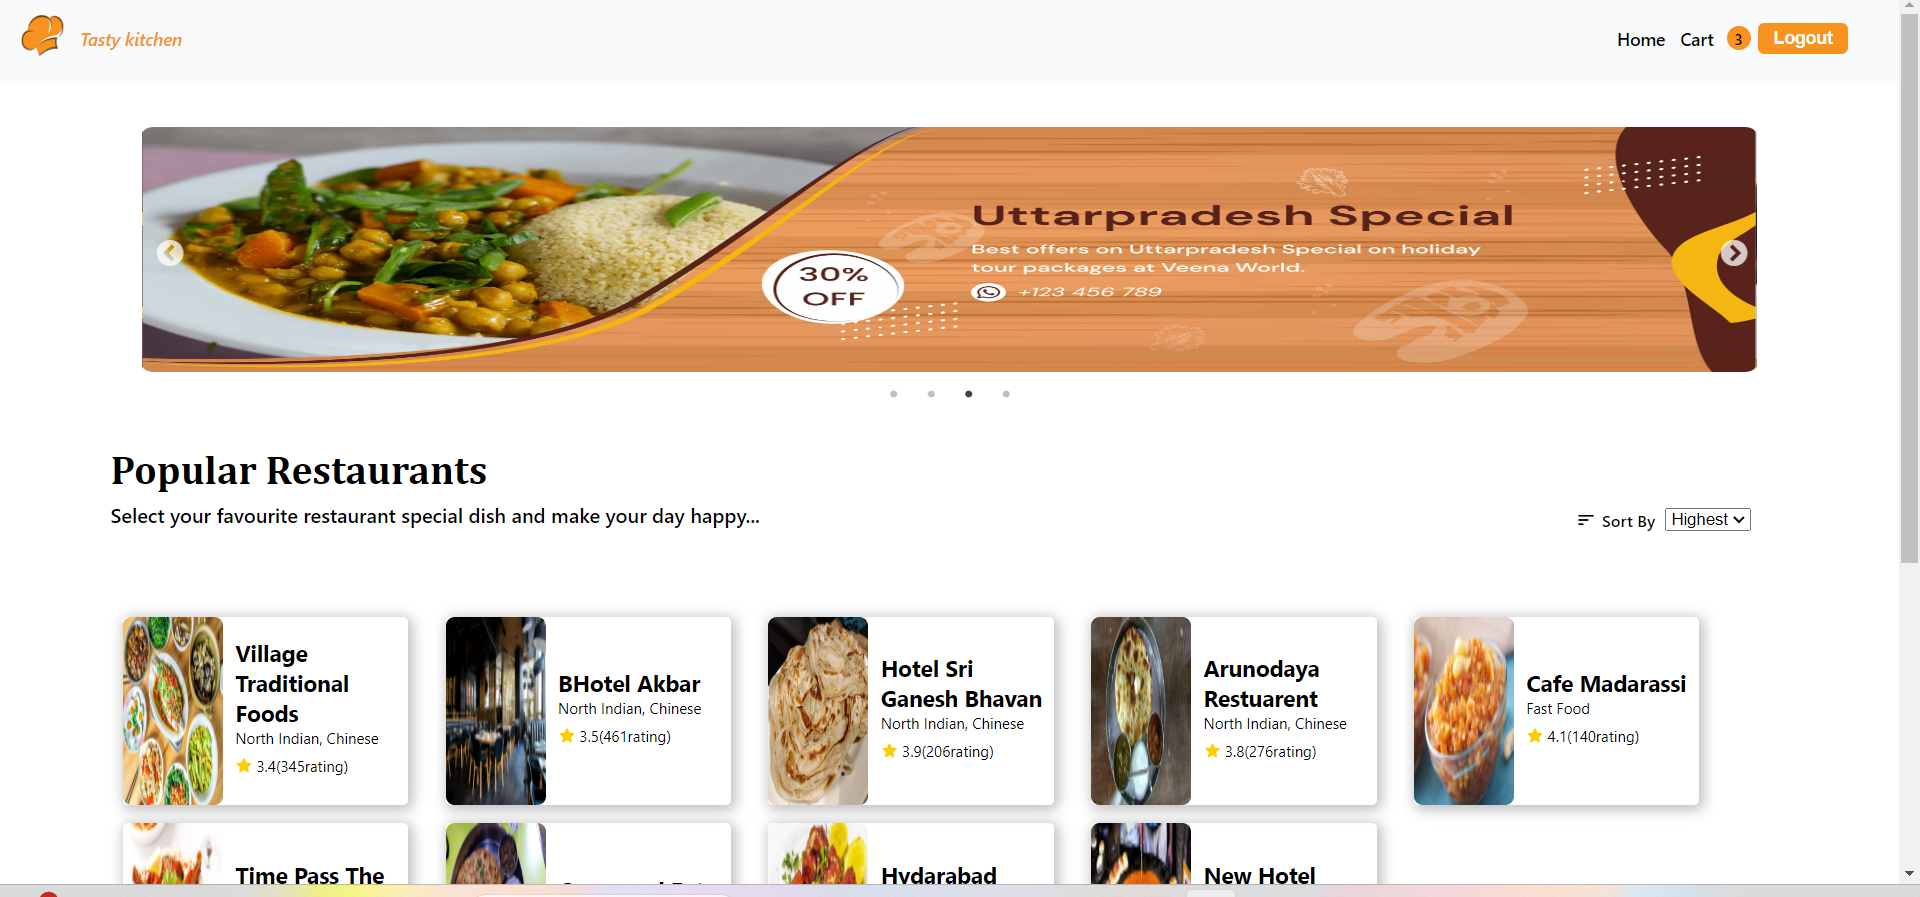 Tasty kitchen
Home Cart 3 Logout
Uttarpradesh Special
Best offers on Uttarpradesh Special on holiday
tour packages at Veena World.
+123 456 789
30%
OFF
Popular Restaurants
Select your favourite restaurant special dish and make your day happy...
Sort By Highest
Village
Traditional
Foods
North Indian, Chinese
3.4(345rating)
BHotel Akbar
North Indian, Chinese
3.5(461rating)
Hotel Sri
Ganesh Bhavan
North Indian, Chinese
3.9(206rating)
Arunodaya
Restuarent
North Indian, Chinese
3.8(276rating)
Cafe Madarassi
Fast Food
4.1(140rating)
Time Pass The
Hyderabad
New Hotel